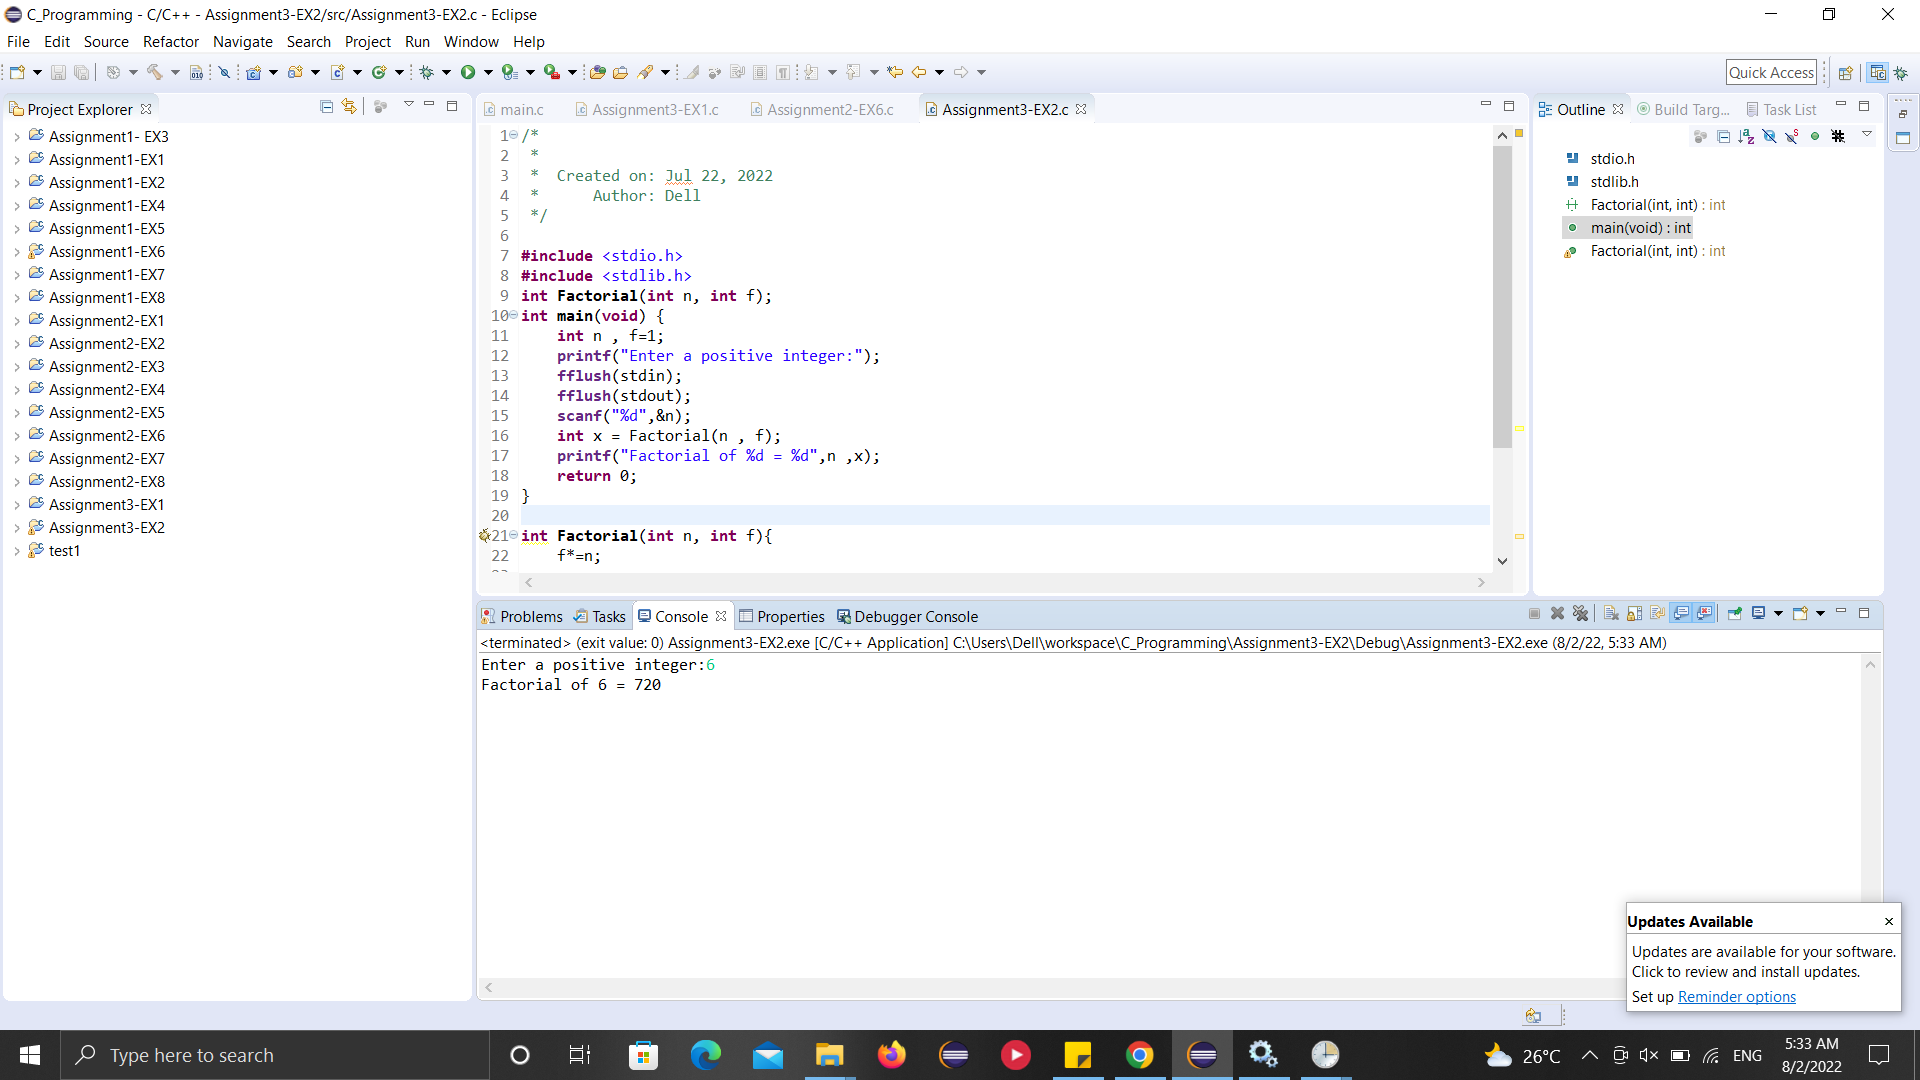 C_Programming - C/C++ - Assignment3-EX2/src/Assignment3-EX2.c - Eclipse
File Edit Source Refactor Navigate Search Project Run Window Help
Quick Access
Project Explorer
Assignment1- EX3
Assignment1-EX1
Assignment1-EX2
Assignment1-EX4
Assignment1-EX5
Assignment1-EX6
Assignment1-EX7
Assignment1-EX8
Assignment2-EX1
Assignment2-EX2
Assignment2-EX3
Assignment2-EX4
Assignment2-EX5
Assignment2-EX6
Assignment2-EX7
Assignment2-EX8
Assignment3-EX1
Assignment3-EX2
test1
main.c Assignment3-EX1.c Assignment2-EX6.c Assignment3-EX2.c
1 /*
2 *
3 * Created on: Jul 22, 2022
4 * Author: Dell
5 */
6
7 #include <stdio.h>
8 #include <stdlib.h>
9 int Factorial(int n, int f);
10 int main(void) {
11 int n , f=1;
12 printf("Enter a positive integer:");
13 fflush(stdin);
14 fflush(stdout);
15 scanf("%d",&n);
16 int x = Factorial(n , f);
17 printf("Factorial of %d = %d",n ,x);
18 return 0;
19 }
20
21 int Factorial(int n, int f){
22 f*=n;
Outline Build Targ... Task List
stdio.h
stdlib.h
Factorial(int, int) : int
main(void) : int
Factorial(int, int) : int
Problems Tasks Console Properties Debugger Console
<terminated> (exit value: 0) Assignment3-EX2.exe [C/C++ Application] C:\Users\Dell\workspace\C_Programming\Assignment3-EX2\Debug\Assignment3-EX2.exe (8/2/22, 5:33 AM)
Enter a positive integer:6
Factorial of 6 = 720
Updates Available
Updates are available for your software.
Click to review and install updates.
Set up Reminder options
Type here to search
26°C
ENG
5:33 AM
8/2/2022